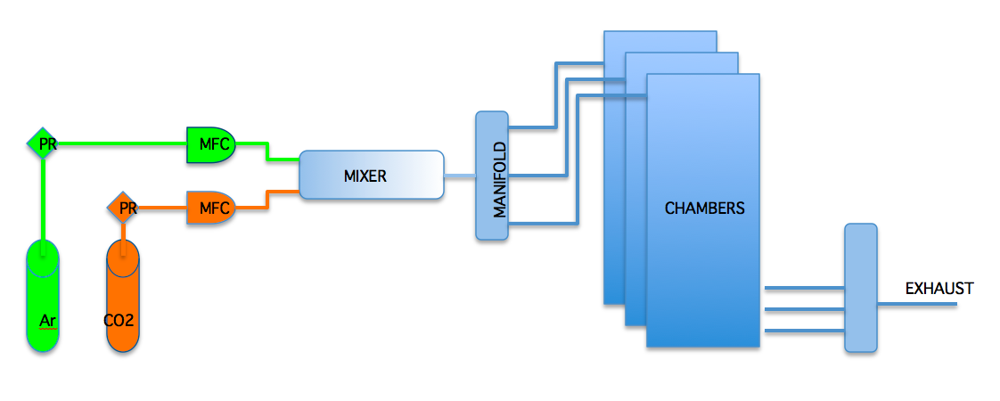 PR
MFC
MIXER
PR
MFC
Ar
CO2
MANIFOLD
CHAMBERS
EXHAUST